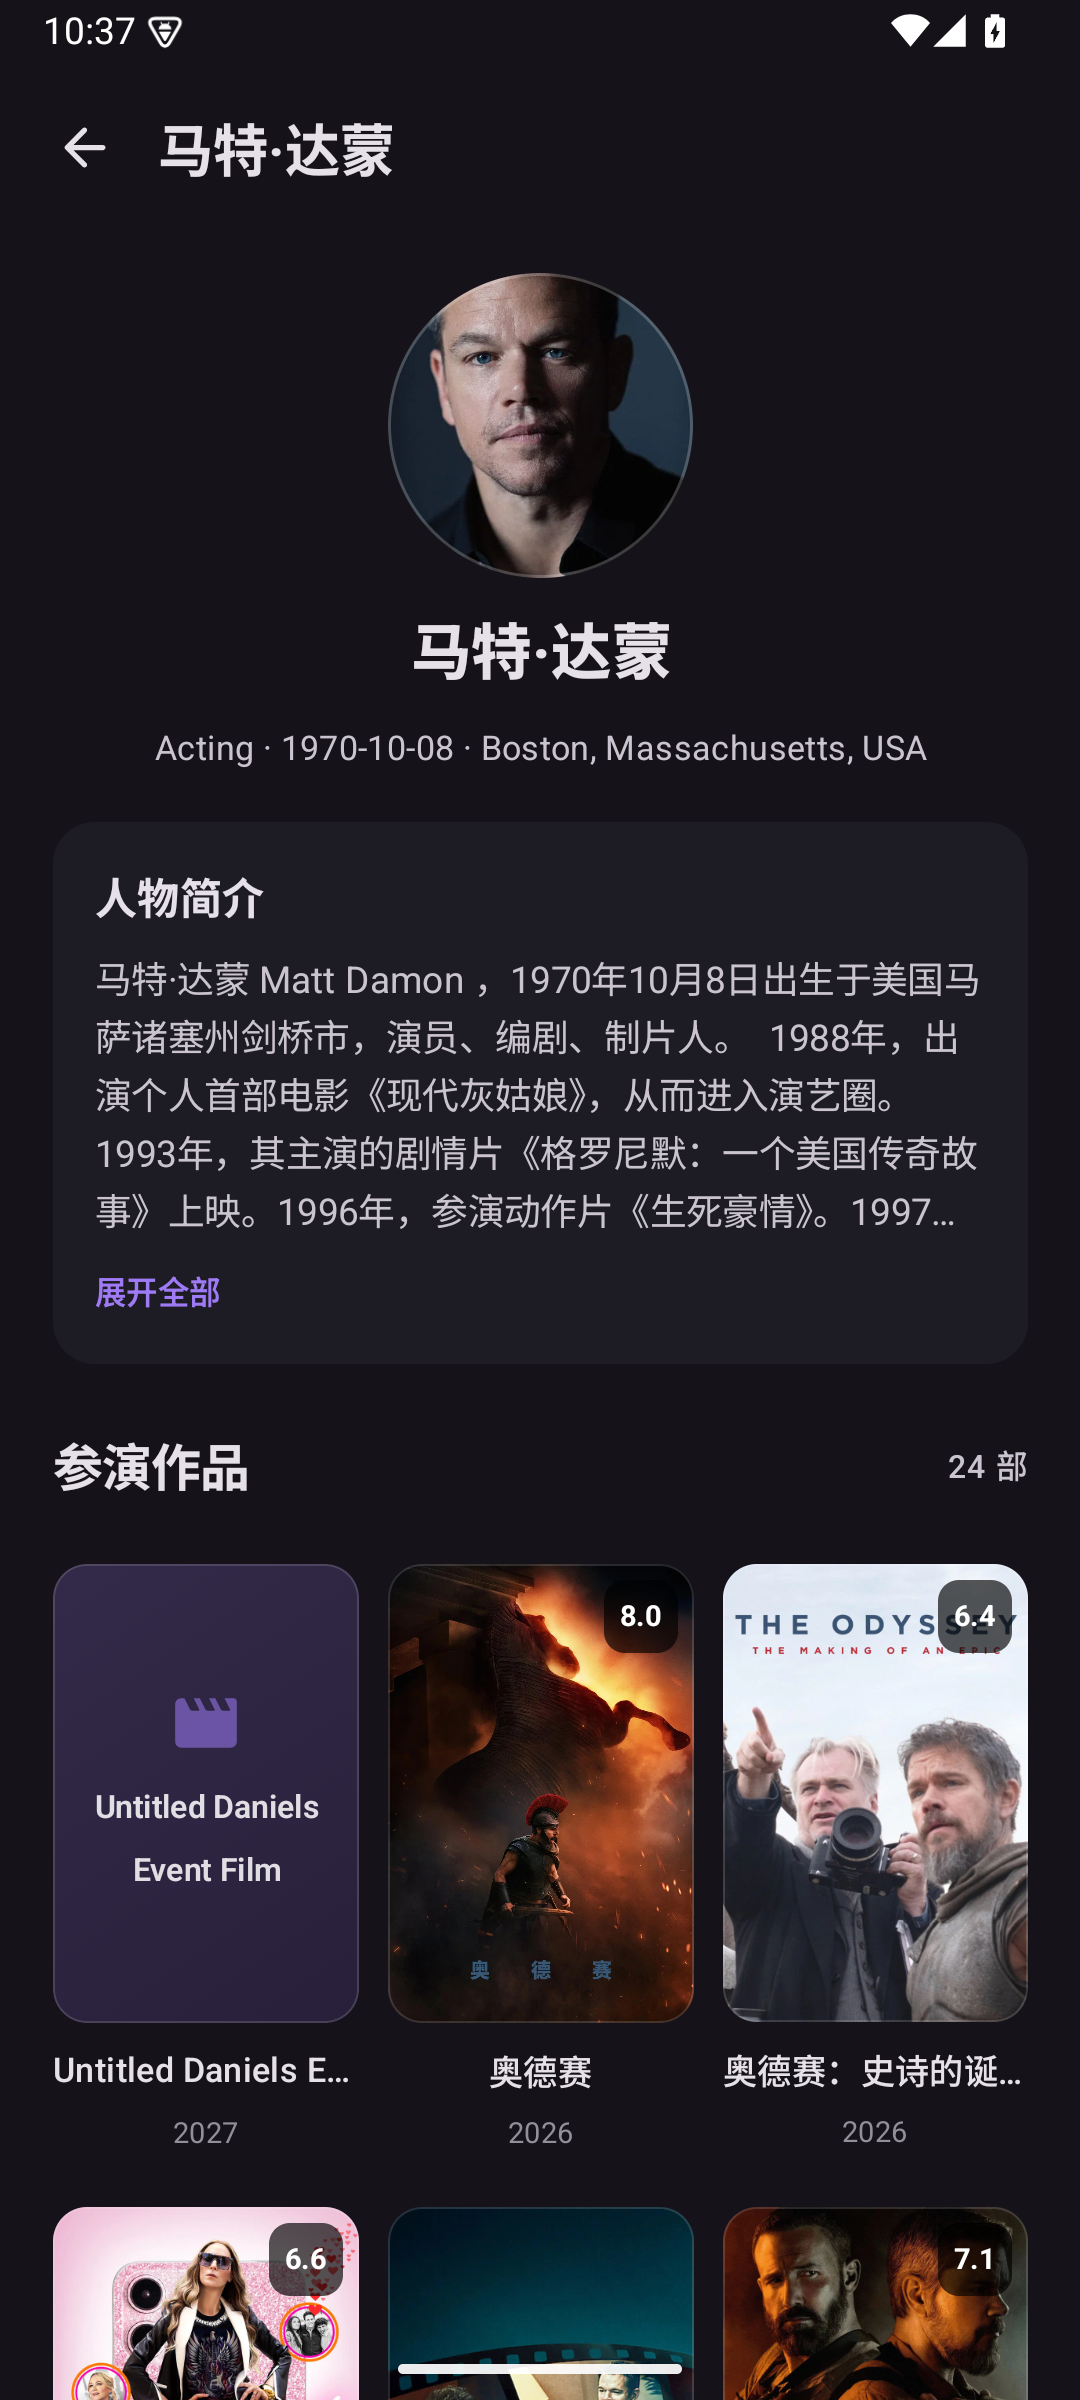 10:37
马特·达蒙
马特·达蒙
Acting · 1970-10-08 · Boston, Massachusetts, USA
人物简介
马特·达蒙 Matt Damon ，1970年10月8日出生于美国马
萨诸塞州剑桥市，演员、编剧、制片人。 1988年，出
演个人首部电影《现代灰姑娘》，从而进入演艺圈。
1993年，其主演的剧情片《格罗尼默：一个美国传奇故
事》上映。1996年，参演动作片《生死豪情》。1997...
展开全部
参演作品
24 部
Untitled Daniels
Event Film
8.0
奥德赛
THE ODYSSEY
THE MAKING OF AN EPIC
6.4
Untitled Daniels E...
奥德赛
奥德赛：史诗的诞...
2027
2026
2026
6.6
7.1